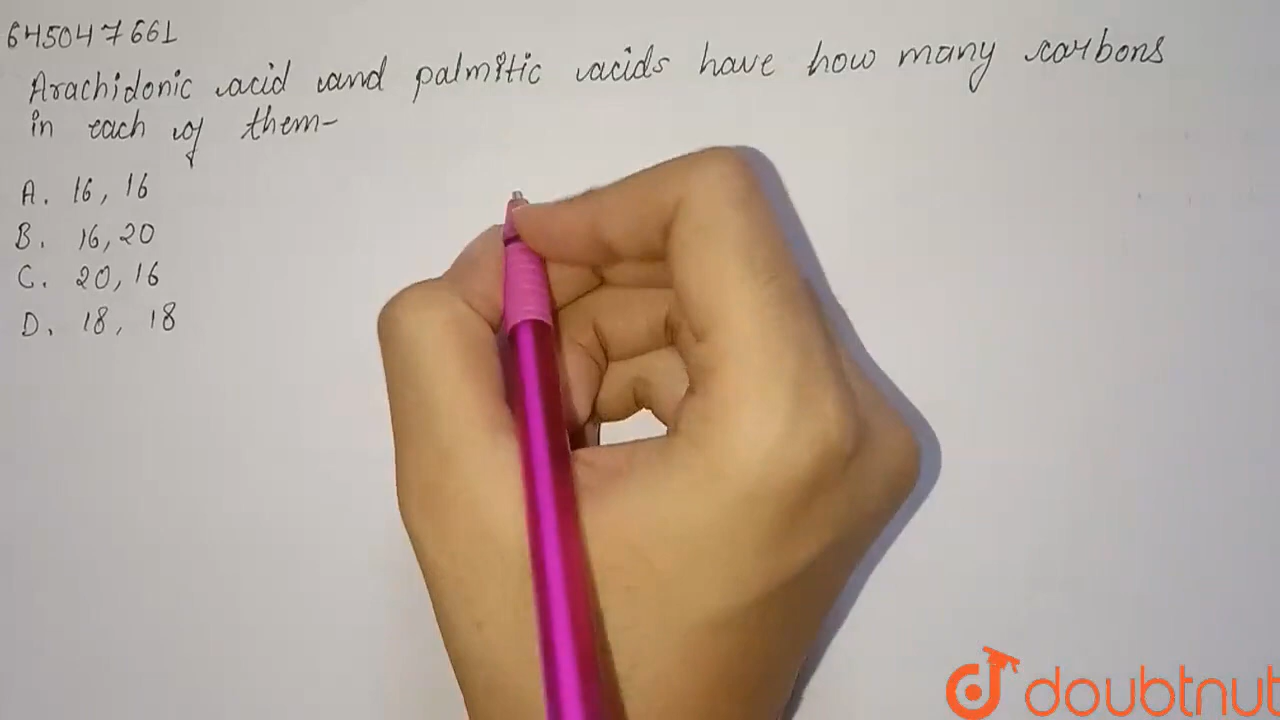 645047661
Arachidonic acid and palmitic acids have how many carbons
in each of them-
A. 16, 16
B. 16, 20
C. 20, 16
D. 18, 18
doubtnut